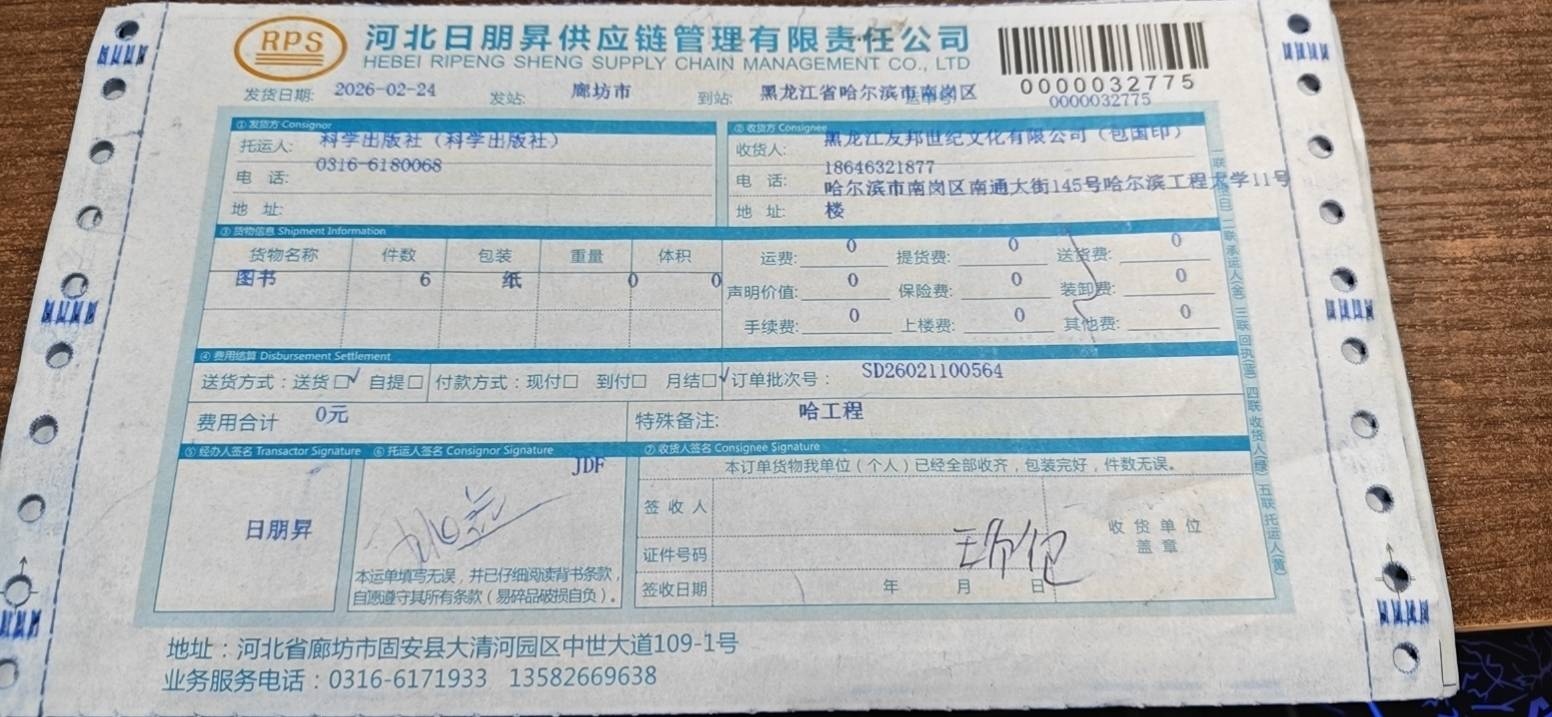 RPS
河北日朋昇供应链管理有限责任公司
HEBEI RIPENG SHENG SUPPLY CHAIN MANAGEMENT CO., LTD
0000032775
发货日期: 2026-02-24 发站: 廊坊市 到站: 黑龙江省哈尔滨市南岗区 0000032775
① 发货方 Consignor
托运人: 科学出版社（科学出版社）
电 话: 0316-6180068
地 址:
② 收货方 Consignee
收货人: 黑龙江友邦世纪文化有限公司（包国印）
电 话: 18646321877
地 址: 哈尔滨市南岗区南通大街145号哈尔滨工程大学11号
楼
③ 货物信息 Shipment Information
货物名称 件数 包装 重量 体积
图书 6 纸 0 0
运费: 0 提货费: 0 送货费: 0
声明价值: 0 保险费: 0 装卸费: 0
手续费: 0 上楼费: 0 其他费: 0
④ 费用结算 Disbursement Settlement
送货方式：送货□√ 自提□ 付款方式：现付□ 到付□ 月结□√ 订单批次号： SD26021100564
费用合计 0元 特殊备注: 哈工程
⑤ 经办人签名 Transactor Signature
日朋昇
⑥ 托运人签名 Consignor Signature
JDF
本运单填写无误，并已仔细阅读背书条款，
自愿遵守其所有条款（易碎品破损自负）。
⑦ 收货人签名 Consignee Signature
本订单货物我单位（个人）已经全部收齐，包装完好，件数无误。
签 收 人
证件号码
签收日期 年 月 日
收 货 单 位
盖 章
二联 承运人(金) 三联 回执(蓝) 四联 收货人(绿) 五联 托运人(黄)
地址：河北省廊坊市固安县大清河园区中世大道109-1号
业务服务电话：0316-6171933 13582669638